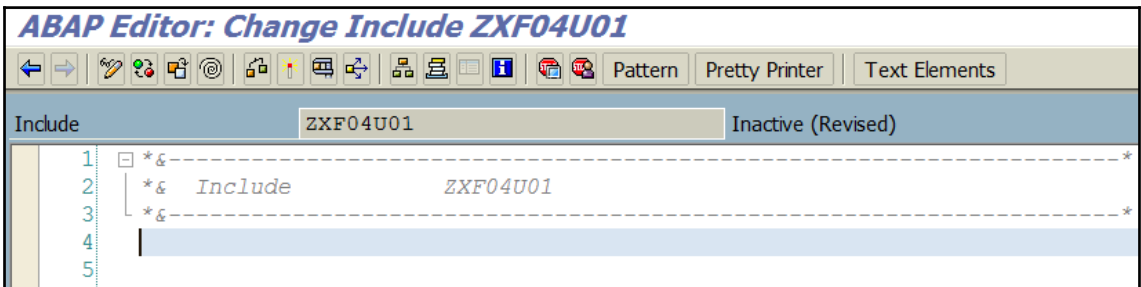 ABAP Editor: Change Include ZXF04U01
Pattern Pretty Printer Text Elements
Include ZXF04U01 Inactive (Revised)
1 *&---------------------------------------------------------------------*
2 *&  Include           ZXF04U01
3 *&---------------------------------------------------------------------*
4
5